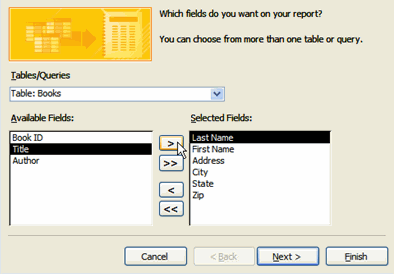 Which fields do you want on your report?
You can choose from more than one table or query.
Tables/Queries
Table: Books
Available Fields:
Book ID
Title
Author
>
>>
<
<<
Selected Fields:
Last Name
First Name
Address
City
State
Zip
Cancel
< Back
Next >
Finish